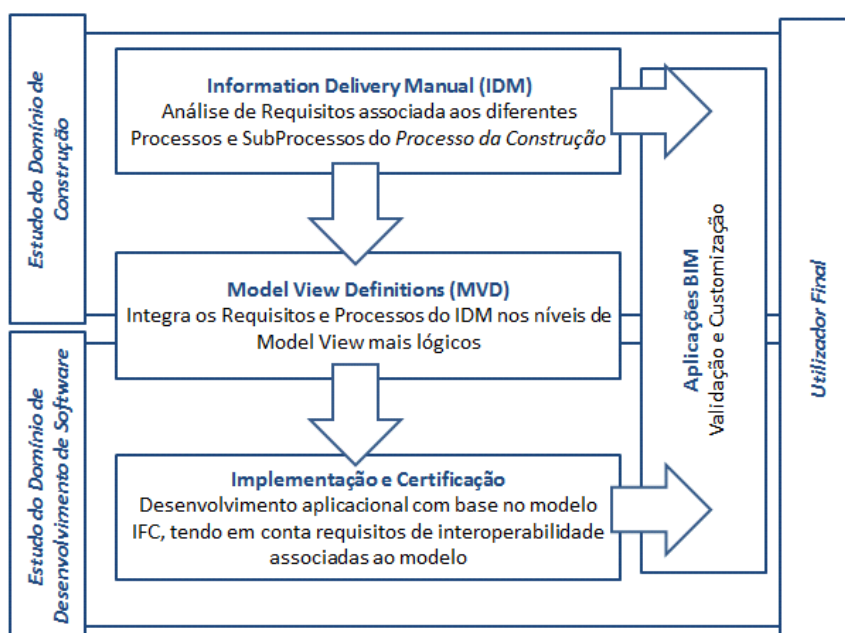 Estudo do Domínio de
Construção
Information Delivery Manual (IDM)
Análise de Requisitos associada aos diferentes
Processos e SubProcessos do Processo da Construção
Model View Definitions (MVD)
Integra os Requisitos e Processos do IDM nos níveis de
Model View mais lógicos
Estudo do Domínio de
Desenvolvimento de Software
Implementação e Certificação
Desenvolvimento aplicacional com base no modelo
IFC, tendo em conta requisitos de interoperabilidade
associadas ao modelo
Aplicações BIM
Validação e Customização
Utilizador Final